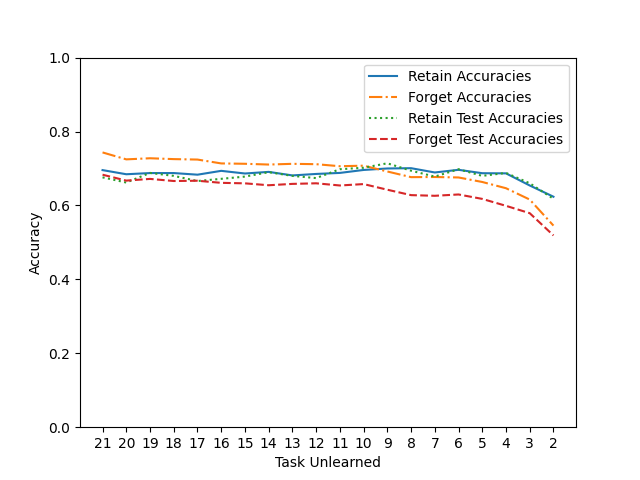 1.0
0.8
0.6
0.4
0.2
0.0
Accuracy
Retain Accuracies
Forget Accuracies
Retain Test Accuracies
Forget Test Accuracies
21 20 19 18 17 16 15 14 13 12 11 10 9 8 7 6 5 4 3 2
Task Unlearned